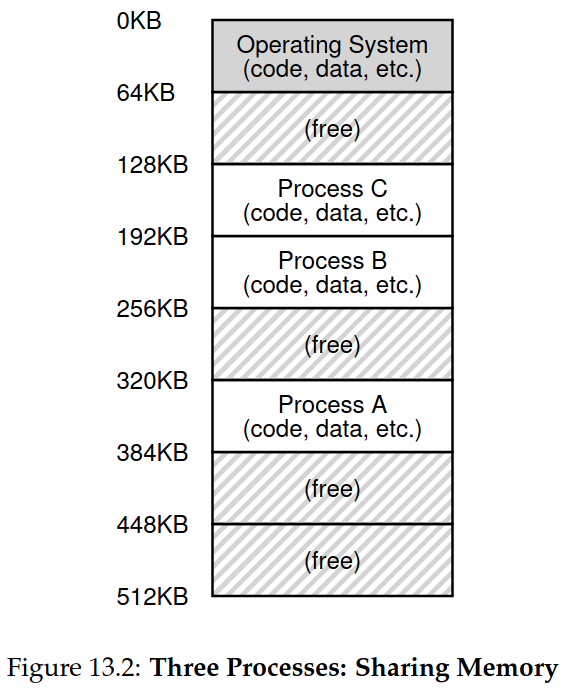 0KB
Operating System
(code, data, etc.)
64KB
(free)
128KB
Process C
(code, data, etc.)
192KB
Process B
(code, data, etc.)
256KB
(free)
320KB
Process A
(code, data, etc.)
384KB
(free)
448KB
(free)
512KB
Figure 13.2: Three Processes: Sharing Memory